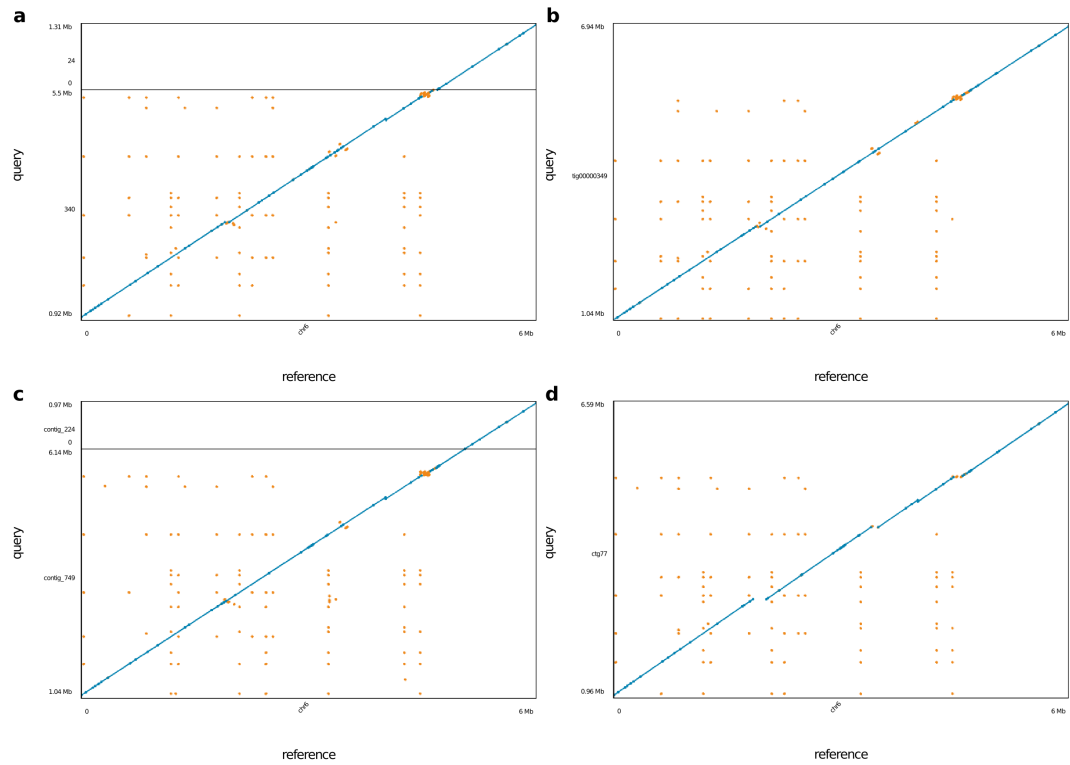 a
1.31 Mb
24
0
5.5 Mb
query
340
0.92 Mb
0
chr6
6 Mb
reference
b
6.94 Mb
query
tig00000349
1.04 Mb
0
chr6
6 Mb
reference
c
0.97 Mb
contig_224
0
6.14 Mb
query
contig_749
1.04 Mb
0
chr6
6 Mb
reference
d
6.59 Mb
query
ctg77
0.96 Mb
0
chr6
6 Mb
reference